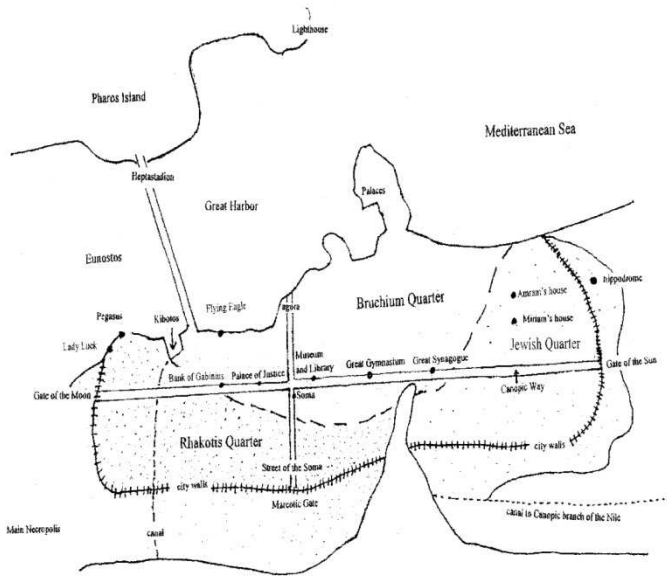 Lighthouse
Pharos Island
Mediterranean Sea
Heptastadion
Palaces
Great Harbor
Eunostos
hippodrome
Amram's house
Pegasus
Kibotos
Flying Eagle
agora
Bruchium Quarter
Miriam's house
Lady Luck
Jewish Quarter
Museum
and Library
Great Gymnasium
Great Synagogue
Gate of the Sun
Bank of Gabinius
Palace of Justice
Gate of the Moon
Soma
Canopic Way
Rhakotis Quarter
city walls
Street of the Soma
city walls
Mareotic Gate
canal to Canopic branch of the Nile
Main Necropolis
canal